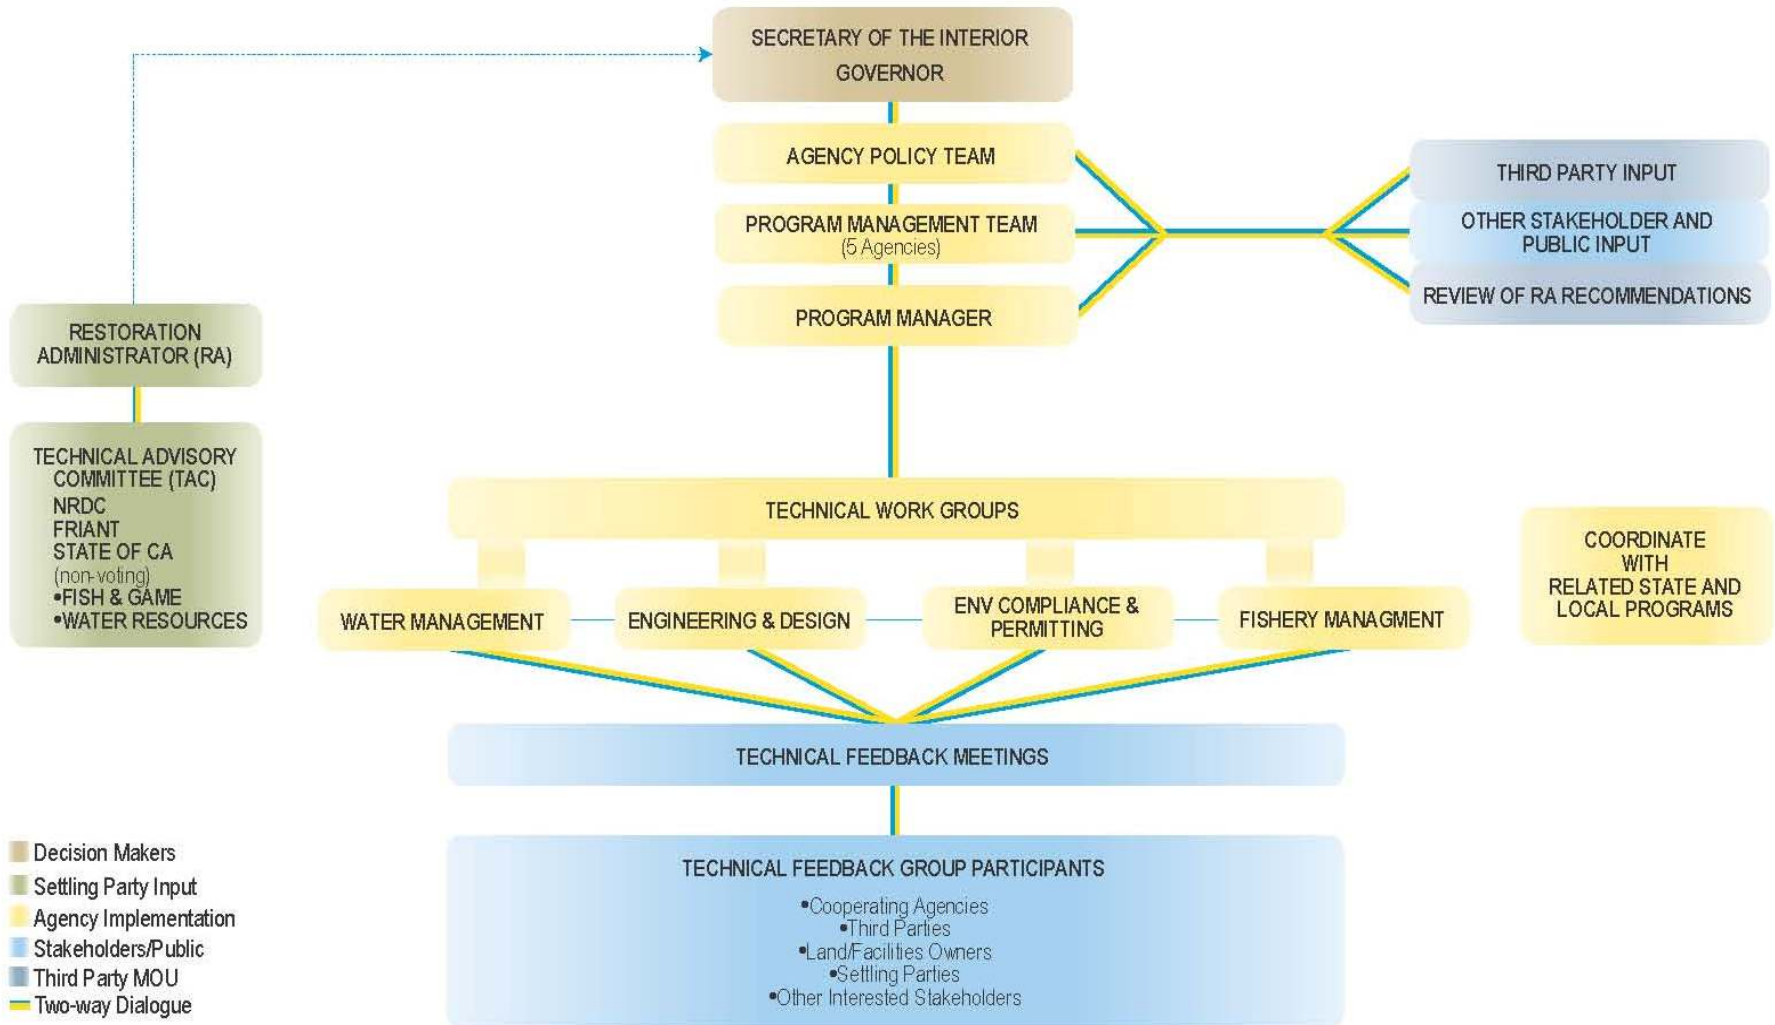 SECRETARY OF THE INTERIOR
GOVERNOR
AGENCY POLICY TEAM
PROGRAM MANAGEMENT TEAM
(5 Agencies)
PROGRAM MANAGER
THIRD PARTY INPUT
OTHER STAKEHOLDER AND
PUBLIC INPUT
REVIEW OF RA RECOMMENDATIONS
RESTORATION
ADMINISTRATOR (RA)
TECHNICAL ADVISORY
COMMITTEE (TAC)
NRDC
FRIANT
STATE OF CA
(non-voting)
•FISH & GAME
•WATER RESOURCES
TECHNICAL WORK GROUPS
WATER MANAGEMENT
ENGINEERING & DESIGN
ENV COMPLIANCE &
PERMITTING
FISHERY MANAGMENT
COORDINATE
WITH
RELATED STATE AND
LOCAL PROGRAMS
TECHNICAL FEEDBACK MEETINGS
TECHNICAL FEEDBACK GROUP PARTICIPANTS
•Cooperating Agencies
•Third Parties
•Land/Facilities Owners
•Settling Parties
•Other Interested Stakeholders
Decision Makers
Settling Party Input
Agency Implementation
Stakeholders/Public
Third Party MOU
Two-way Dialogue